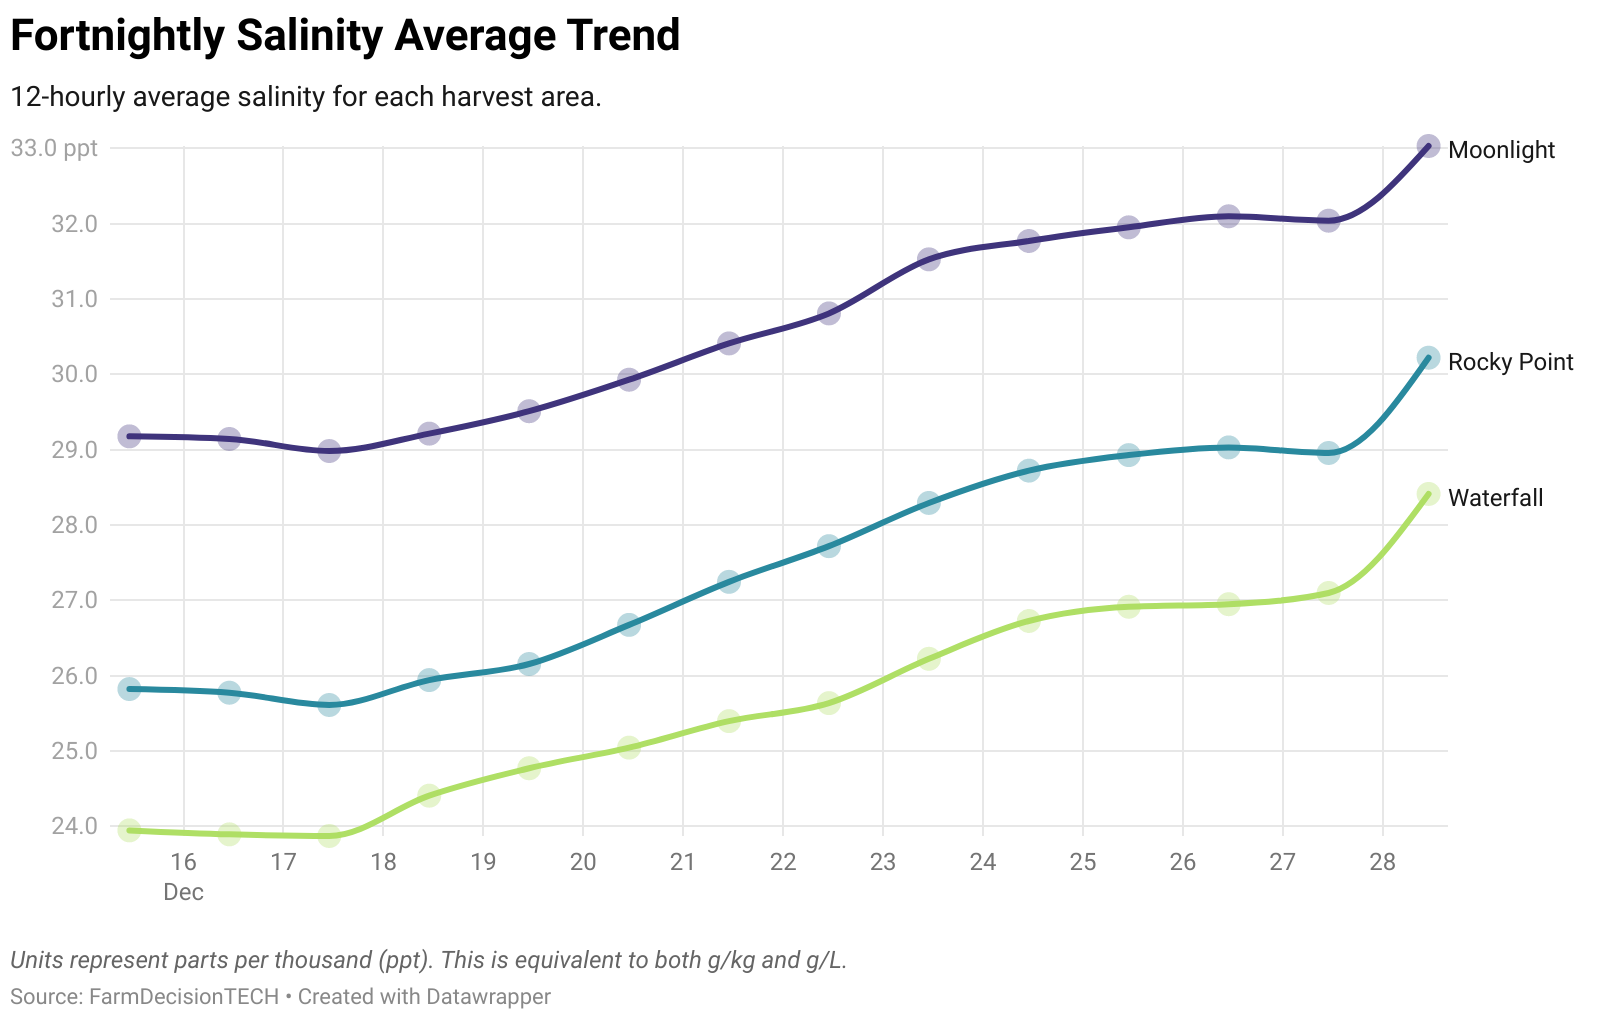 Fortnightly Salinity Average Trend
12-hourly average salinity for each harvest area.
33.0 ppt
32.0
31.0
30.0
29.0
28.0
27.0
26.0
25.0
24.0
Moonlight
Rocky Point
Waterfall
16 17 18 19 20 21 22 23 24 25 26 27 28
Dec
Units represent parts per thousand (ppt). This is equivalent to both g/kg and g/L.
Source: FarmDecisionTECH • Created with Datawrapper